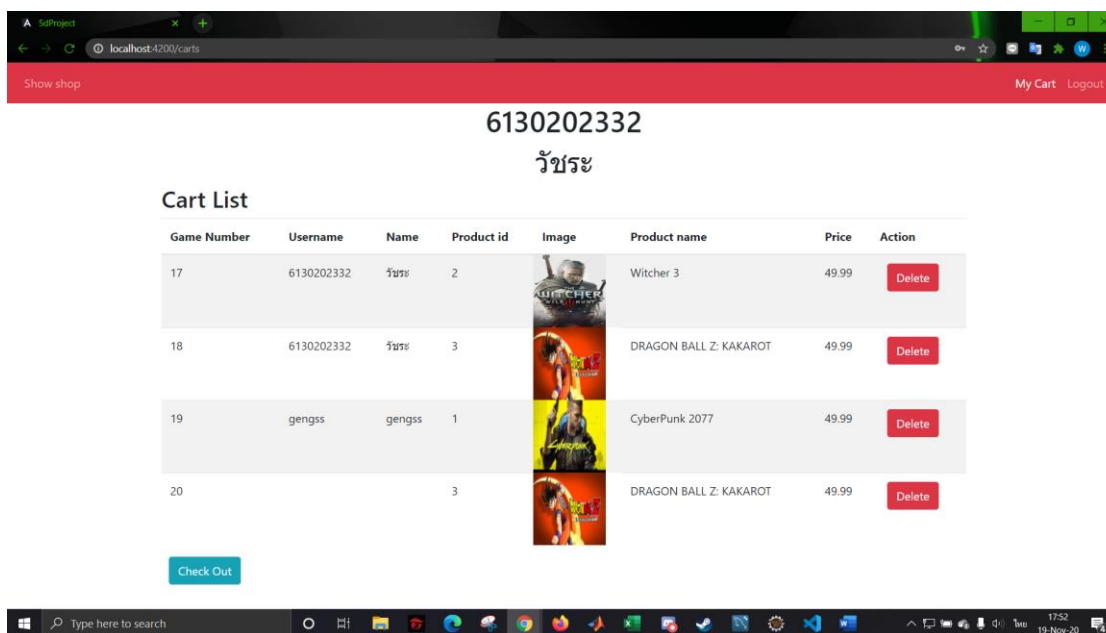 SdProject
localhost:4200/carts
Show shop My Cart Logout
6130202332
วัชระ
Cart List
Game Number Username Name Product id Image Product name Price Action
17 6130202332 วัชระ 2 Witcher 3 49.99 Delete
WITCHER
WILD HUNT
18 6130202332 วัชระ 3 DRAGON BALL Z: KAKAROT 49.99 Delete
19 gengss gengss 1 CyberPunk 2077 49.99 Delete
Cyberpunk
20 3 DRAGON BALL Z: KAKAROT 49.99 Delete
Check Out
Type here to search
ไทย
17:52
19-Nov-20